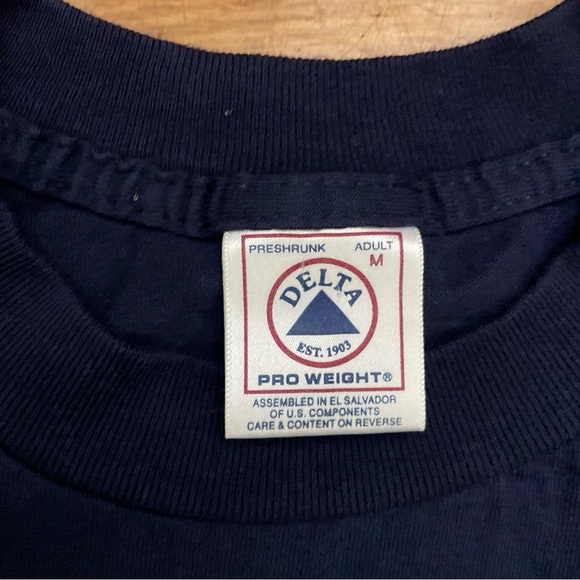 PRESHRUNK ADULT
M
DELTA
EST. 1903
PRO WEIGHT®
ASSEMBLED IN EL SALVADOR
OF U.S. COMPONENTS
CARE & CONTENT ON REVERSE